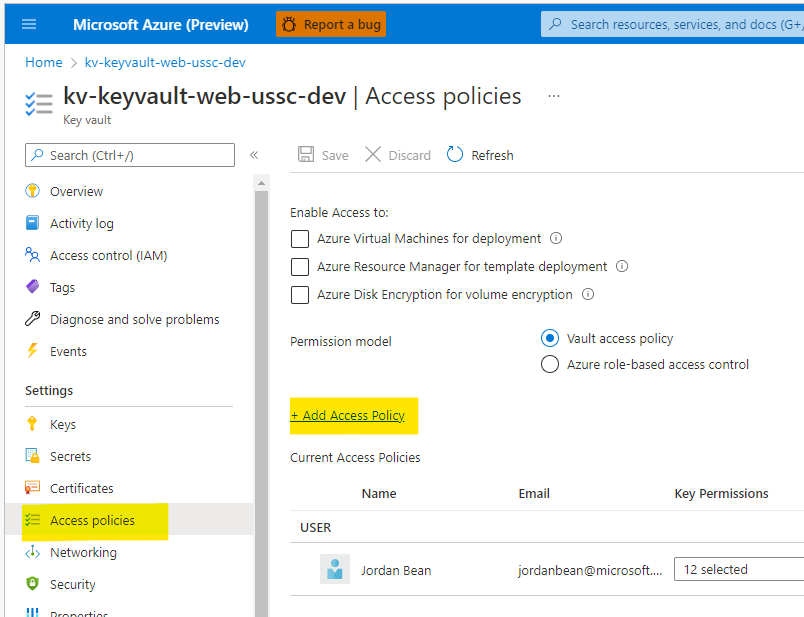 Microsoft Azure (Preview)
Report a bug
Search resources, services, and docs (G+/
Home > kv-keyvault-web-ussc-dev
kv-keyvault-web-ussc-dev | Access policies ...
Key vault
Search (Ctrl+/)
«
Save
Discard
Refresh
Overview
Activity log
Access control (IAM)
Tags
Diagnose and solve problems
Events
Settings
Keys
Secrets
Certificates
Access policies
Networking
Security
Properties
Enable Access to:
Azure Virtual Machines for deployment
Azure Resource Manager for template deployment
Azure Disk Encryption for volume encryption
Permission model
Vault access policy
Azure role-based access control
+ Add Access Policy
Current Access Policies
Name Email Key Permissions
USER
Jordan Bean jordanbean@microsoft.... 12 selected